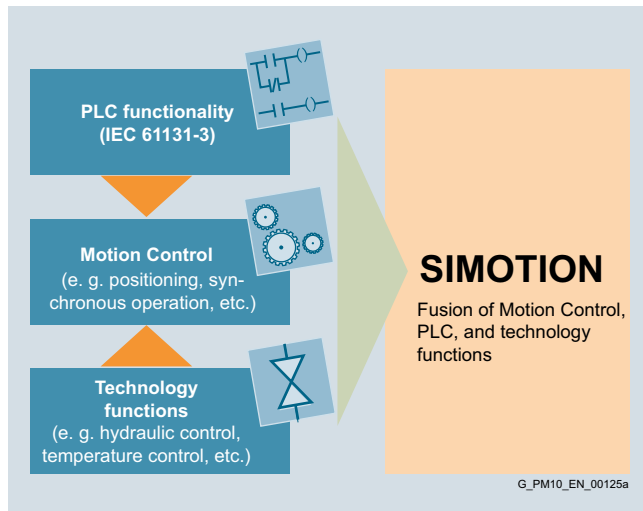 PLC functionality
(IEC 61131-3)
Motion Control
(e. g. positioning, syn-
chronous operation, etc.)
Technology
functions
(e. g. hydraulic control,
temperature control, etc.)
SIMOTION
Fusion of Motion Control,
PLC, and technology
functions
G_PM10_EN_00125a